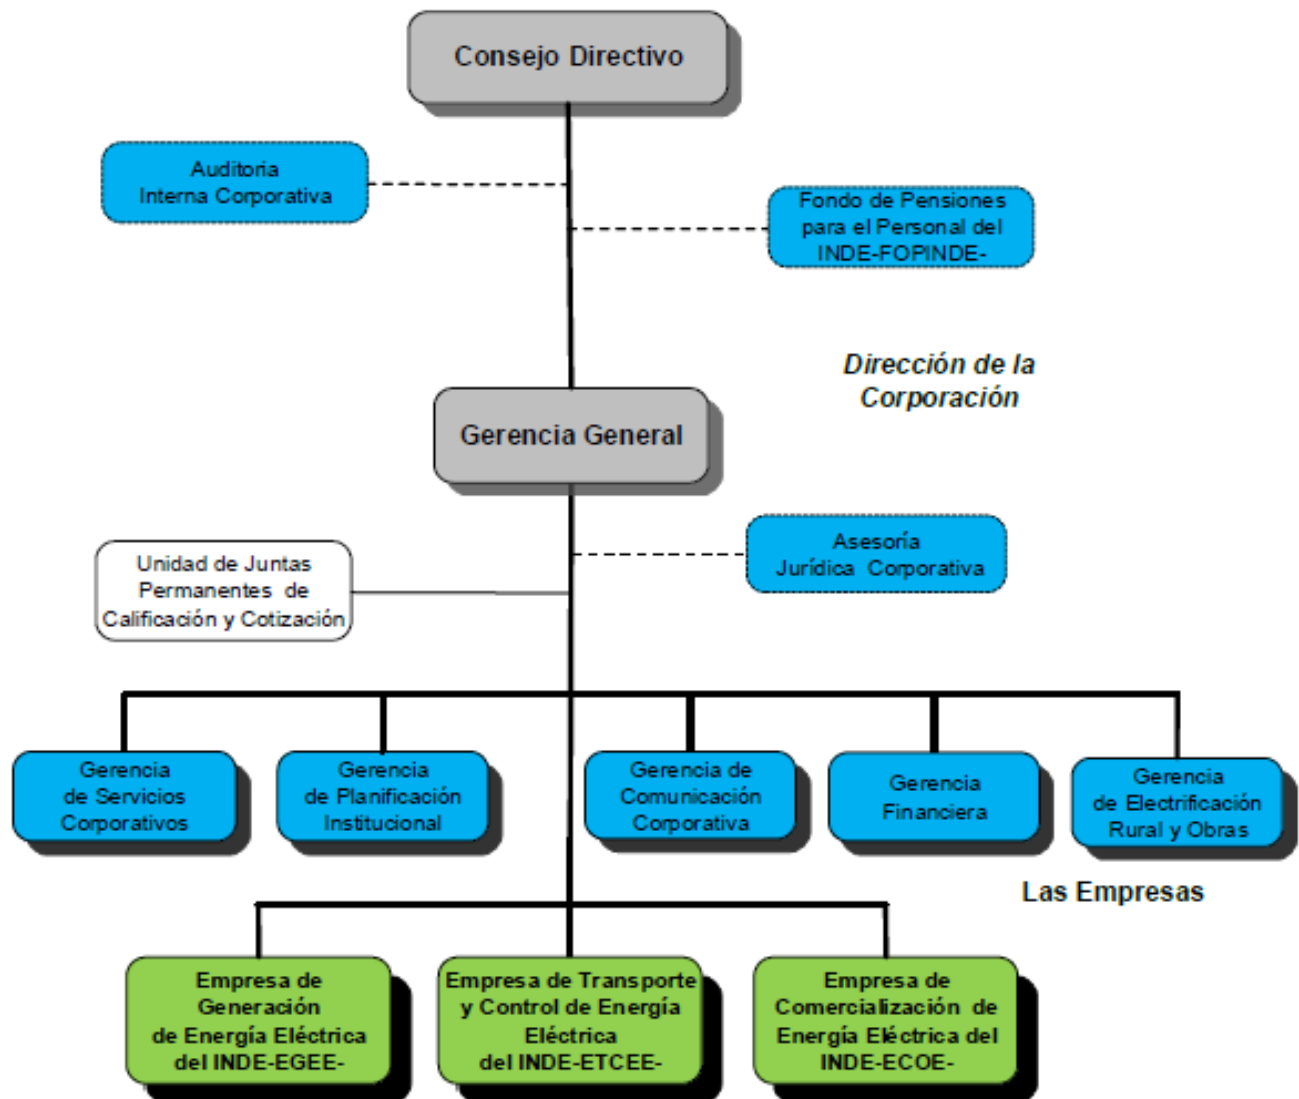 Consejo Directivo
Auditoria
Interna Corporativa
Fondo de Pensiones
para el Personal del
INDE-FOPINDE-
Dirección de la
Corporación
Gerencia General
Asesoría
Jurídica Corporativa
Unidad de Juntas
Permanentes de
Calificación y Cotización
Gerencia
de Servicios
Corporativos
Gerencia
de Planificación
Institucional
Gerencia de
Comunicación
Corporativa
Gerencia
Financiera
Gerencia
de Electrificación
Rural y Obras
Las Empresas
Empresa de
Generación
de Energía Eléctrica
del INDE-EGEE-
Empresa de Transporte
y Control de Energía
Eléctrica
del INDE-ETCEE-
Empresa de
Comercialización de
Energía Eléctrica del
INDE-ECOE-